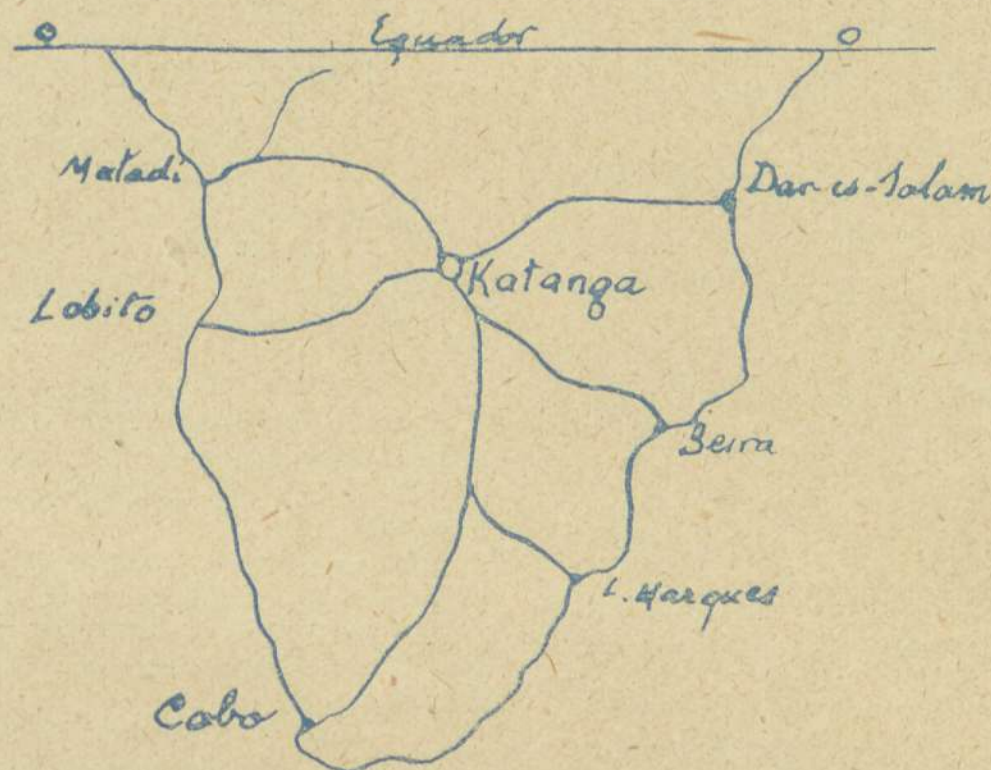 O Equador O
Matadi
Dar-es-Salam
Katanga
Lobito
Beira
L. Marques
Cabo